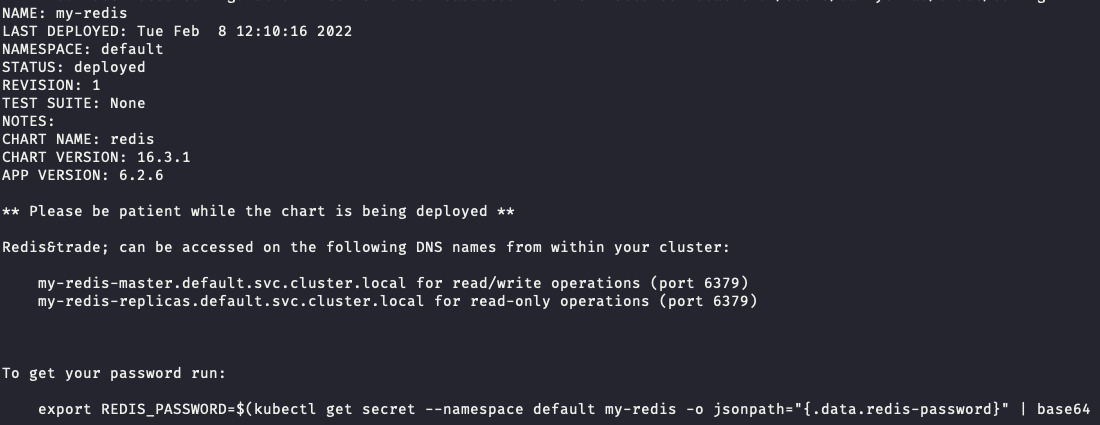 NAME: my-redis
LAST DEPLOYED: Tue Feb  8 12:10:16 2022
NAMESPACE: default
STATUS: deployed
REVISION: 1
TEST SUITE: None
NOTES:
CHART NAME: redis
CHART VERSION: 16.3.1
APP VERSION: 6.2.6
** Please be patient while the chart is being deployed **
Redis&trade; can be accessed on the following DNS names from within your cluster:
my-redis-master.default.svc.cluster.local for read/write operations (port 6379)
my-redis-replicas.default.svc.cluster.local for read-only operations (port 6379)
To get your password run:
export REDIS_PASSWORD=$(kubectl get secret --namespace default my-redis -o jsonpath="{.data.redis-password}" | base64